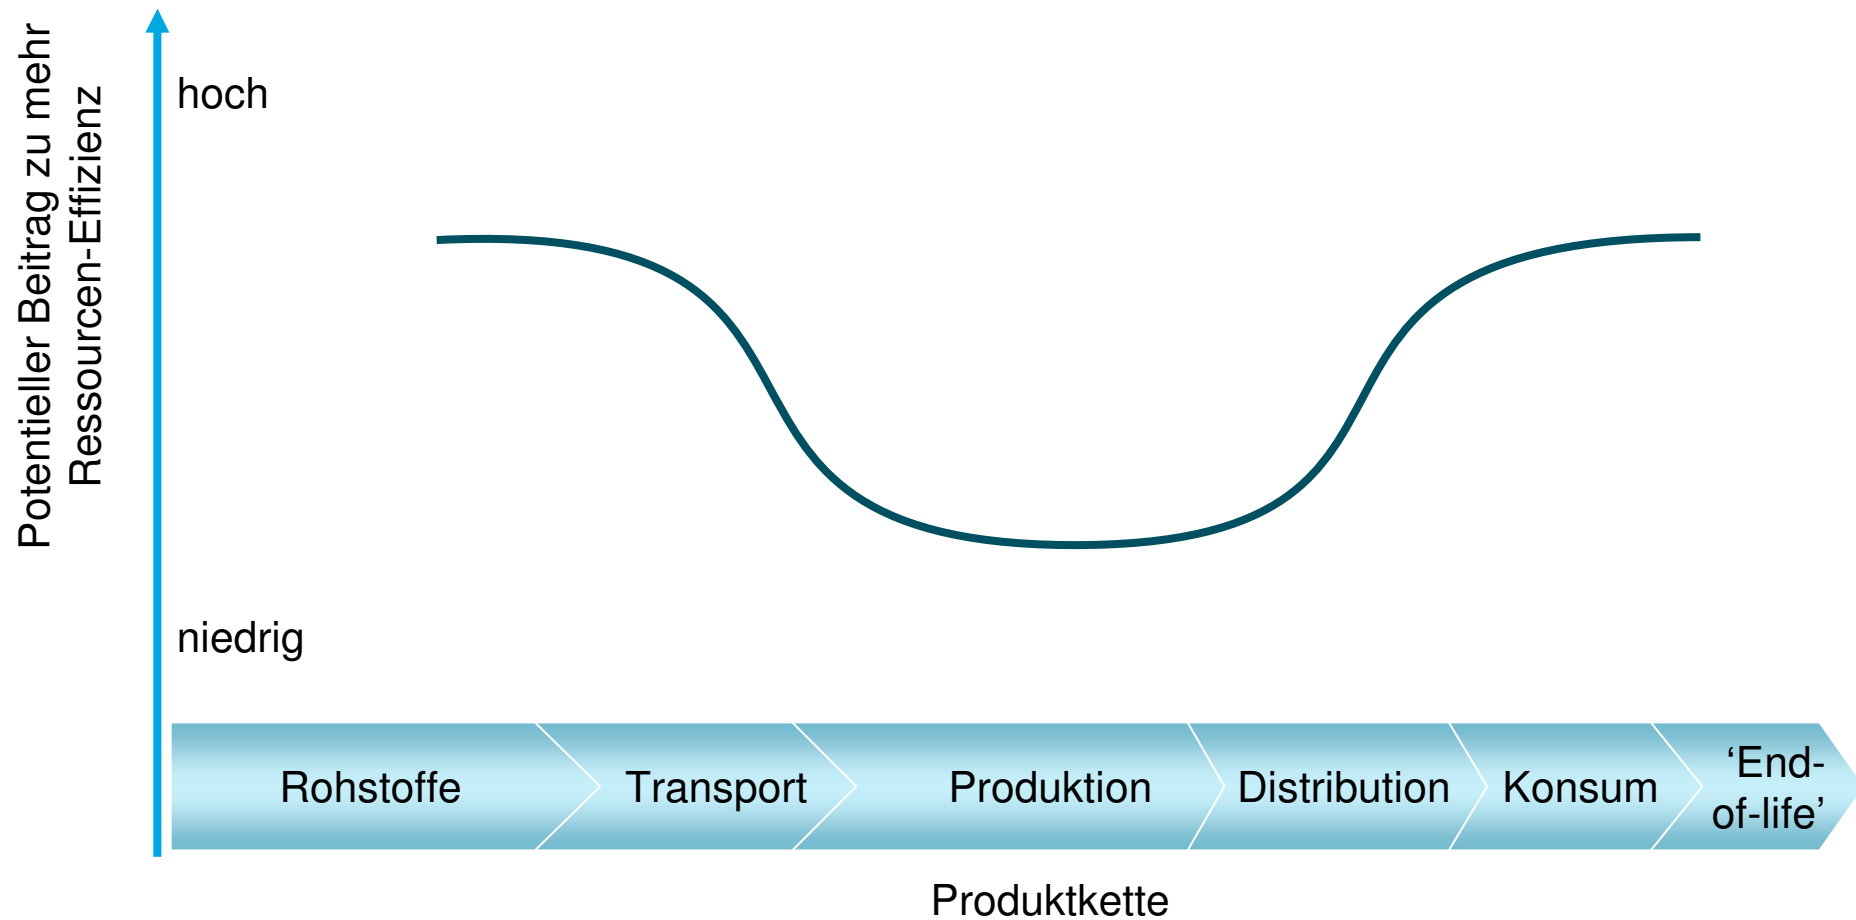 Potentieller Beitrag zu mehr
Ressourcen-Effizienz
hoch
niedrig
Rohstoffe
Transport
Produktion
Distribution
Konsum
‘End-
of-life’
Produktkette